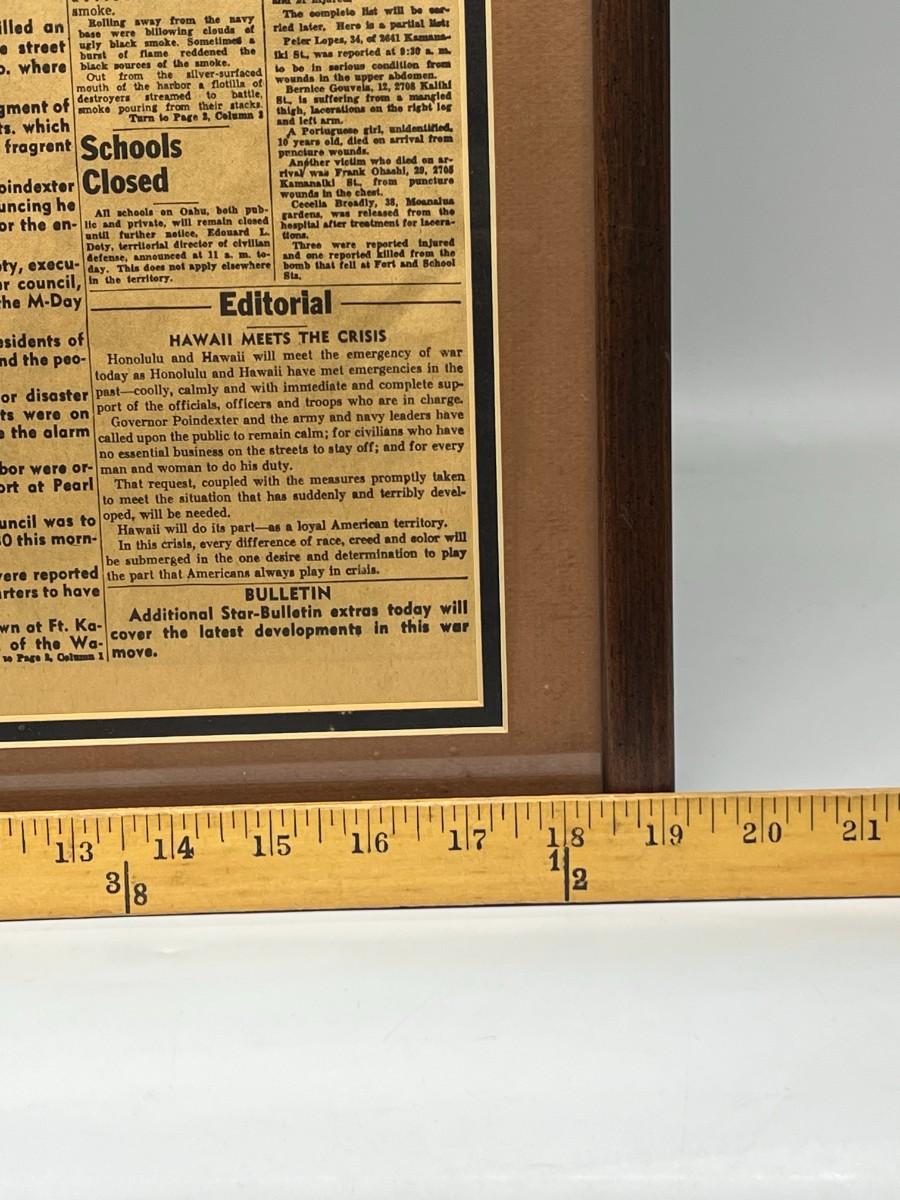 illed an
e street
o. where
gment of
ts. which
fragrent
oindexter
uncing he
or the en-
ety, execu-
er council,
the M-Day
esidents of
nd the peo-
or disaster
ts were on
e the alarm
bor were or-
ort at Pearl
uncil was to
30 this morn-
were reported
arters to have
wn at Ft. Ka-
of the Wa-
to Page 2, Column 1
smoke.
Rolling away from the navy
base were billowing clouds of
ugly black smoke. Sometimes a
burst of flame reddened the
black sources of the smoke.
Out from the silver-surfaced
mouth of the harbor a flotilla of
destroyers streamed to battle,
smoke pouring from their stacks.
Turn to Page 2, Column 3
Schools
Closed
All schools on Oahu, both pub-
lic and private, will remain closed
until further notice, Edouard L.
Doty, territorial director of civilian
defense, announced at 11 a. m. to-
day. This does not apply elsewhere
in the territory.
The complete list will be car-
ried later. Here is a partial list:
Peter Lopes, 34, of 2641 Kamana-
iki St., was reported at 9:30 a. m.
to be in serious condition from
wounds in the upper abdomen.
Bernice Gouveia, 12, 2708 Kalihi
St., is suffering from a mangled
thigh, lacerations on the right leg
and left arm.
A Portuguese girl, unidentified,
10 years old, died on arrival from
puncture wounds.
Another victim who died on ar-
rival was Frank Ohashi, 29, 2705
Kamanaiki St., from puncture
wounds in the chest.
Cecelia Broadly, 38, Moanalua
gardens, was released from the
hospital after treatment for lacera-
tions.
Three were reported injured
and one reported killed from the
bomb that fell at Fort and School
Sts.
Editorial
HAWAII MEETS THE CRISIS
Honolulu and Hawaii will meet the emergency of war
today as Honolulu and Hawaii have met emergencies in the
past—coolly, calmly and with immediate and complete sup-
port of the officials, officers and troops who are in charge.
Governor Poindexter and the army and navy leaders have
called upon the public to remain calm; for civilians who have
no essential business on the streets to stay off; and for every
man and woman to do his duty.
That request, coupled with the measures promptly taken
to meet the situation that has suddenly and terribly devel-
oped, will be needed.
Hawaii will do its part—as a loyal American territory.
In this crisis, every difference of race, creed and color will
be submerged in the one desire and determination to play
the part that Americans always play in crisis.
BULLETIN
Additional Star-Bulletin extras today will
cover the latest developments in this war
move.
13 14 15 16 17 18 19 20 21
3/8 1/2